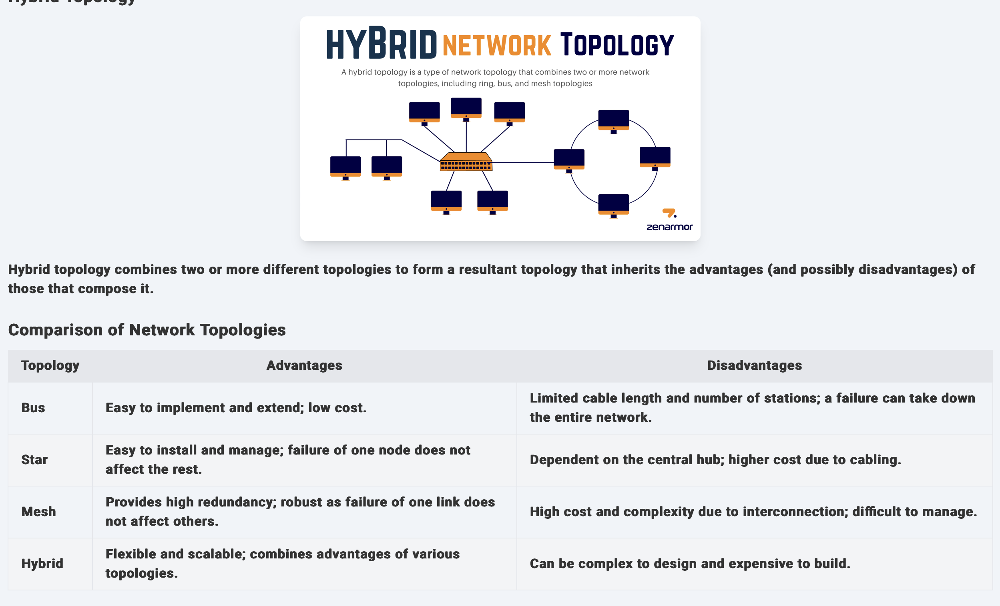 Hybrid Topology
HYBRID NETWORK TOPOLOGY
A hybrid topology is a type of network topology that combines two or more network
topologies, including ring, bus, and mesh topologies
zenarmor
Hybrid topology combines two or more different topologies to form a resultant topology that inherits the advantages (and possibly disadvantages) of
those that compose it.
Comparison of Network Topologies
Topology Advantages Disadvantages
Bus
Easy to implement and extend; low cost.
Limited cable length and number of stations; a failure can take down
the entire network.
Star
Easy to install and manage; failure of one node does not
affect the rest.
Dependent on the central hub; higher cost due to cabling.
Mesh
Provides high redundancy; robust as failure of one link does
not affect others.
High cost and complexity due to interconnection; difficult to manage.
Hybrid
Flexible and scalable; combines advantages of various
topologies.
Can be complex to design and expensive to build.